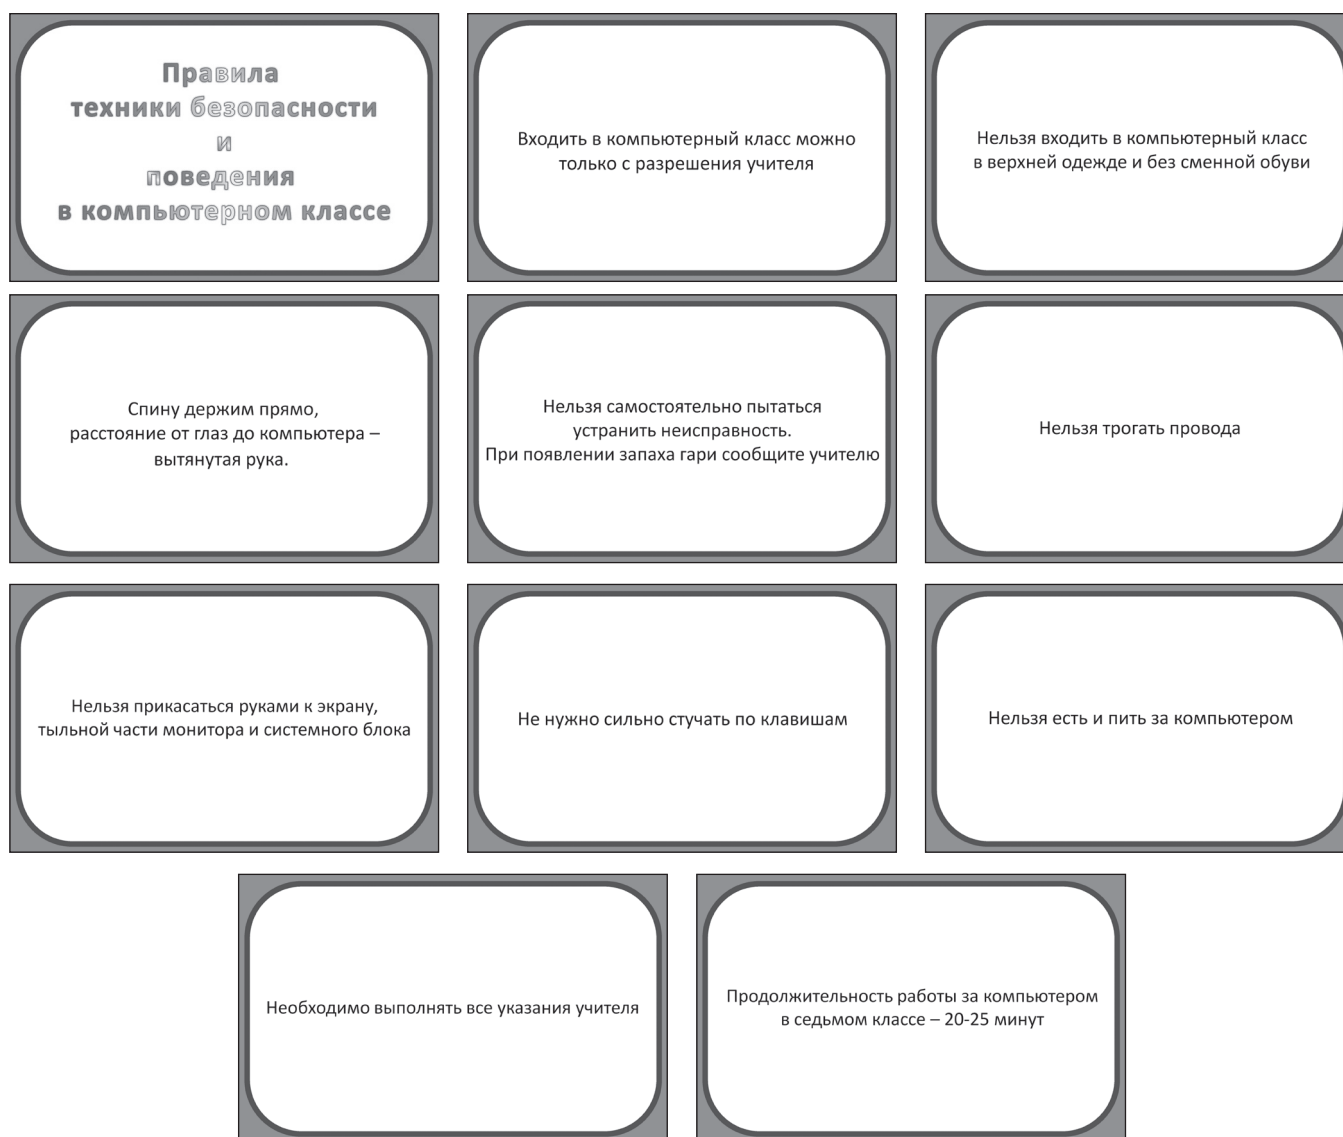 Правила
техники безопасности
и
поведения
в компьютерном классе
Входить в компьютерный класс можно
только с разрешения учителя
Нельзя входить в компьютерный класс
в верхней одежде и без сменной обуви
Спину держим прямо,
расстояние от глаз до компьютера –
вытянутая рука.
Нельзя самостоятельно пытаться
устранить неисправность.
При появлении запаха гари сообщите учителю
Нельзя трогать провода
Нельзя прикасаться руками к экрану,
тыльной части монитора и системного блока
Не нужно сильно стучать по клавишам
Нельзя есть и пить за компьютером
Необходимо выполнять все указания учителя
Продолжительность работы за компьютером
в седьмом классе – 20-25 минут